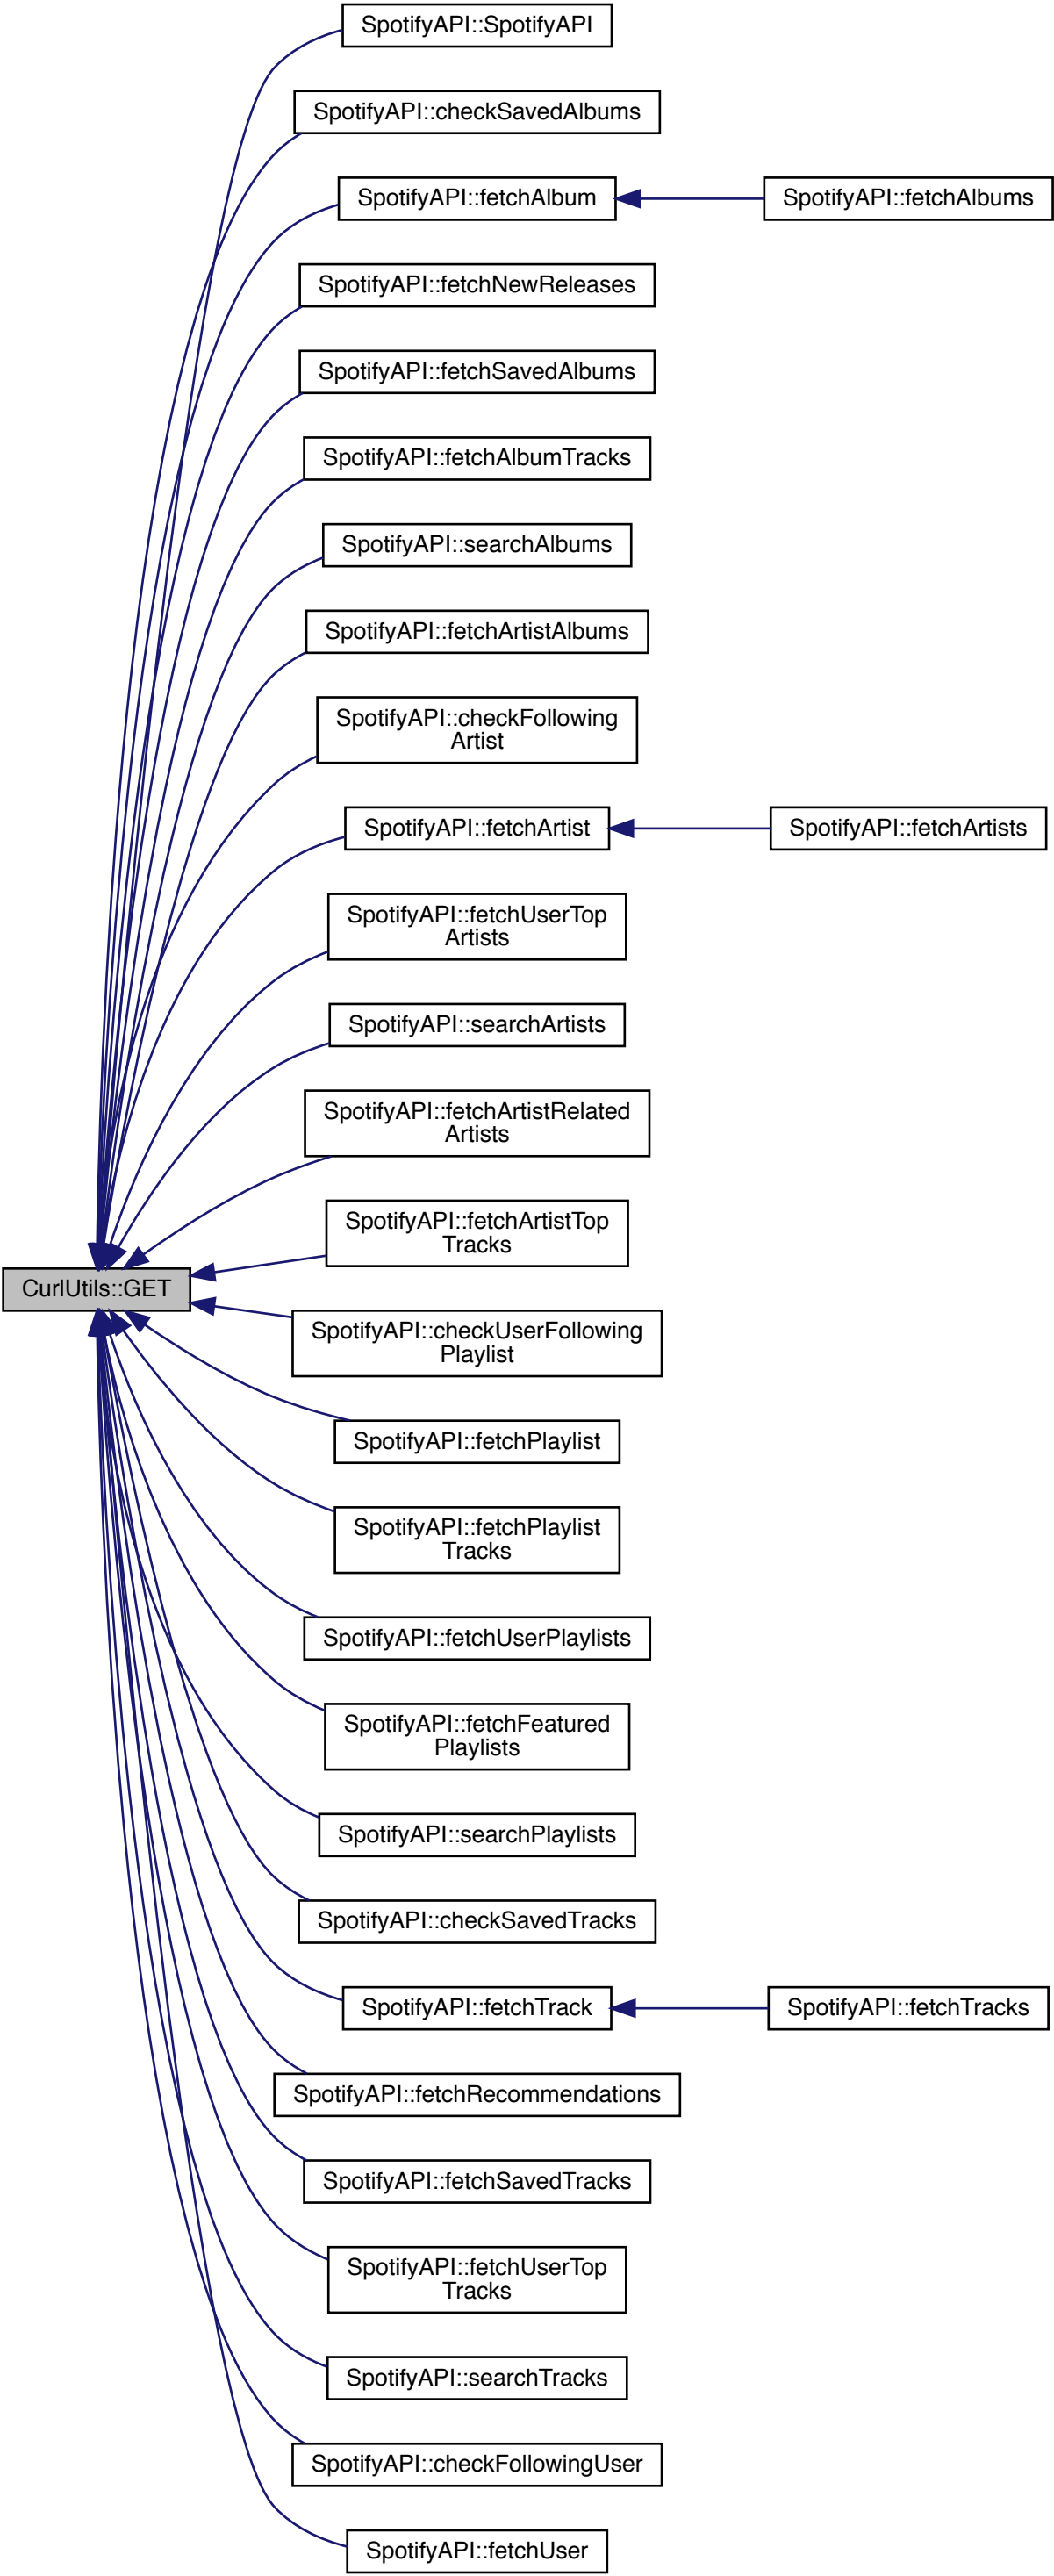 SpotifyAPI::SpotifyAPI
SpotifyAPI::checkSavedAlbums
SpotifyAPI::fetchAlbum
SpotifyAPI::fetchAlbums
SpotifyAPI::fetchNewReleases
SpotifyAPI::fetchSavedAlbums
SpotifyAPI::fetchAlbumTracks
SpotifyAPI::searchAlbums
SpotifyAPI::fetchArtistAlbums
SpotifyAPI::checkFollowing
Artist
SpotifyAPI::fetchArtist
SpotifyAPI::fetchArtists
SpotifyAPI::fetchUserTop
Artists
SpotifyAPI::searchArtists
SpotifyAPI::fetchArtistRelated
Artists
SpotifyAPI::fetchArtistTop
Tracks
CurlUtils::GET
SpotifyAPI::checkUserFollowing
Playlist
SpotifyAPI::fetchPlaylist
SpotifyAPI::fetchPlaylist
Tracks
SpotifyAPI::fetchUserPlaylists
SpotifyAPI::fetchFeatured
Playlists
SpotifyAPI::searchPlaylists
SpotifyAPI::checkSavedTracks
SpotifyAPI::fetchTrack
SpotifyAPI::fetchTracks
SpotifyAPI::fetchRecommendations
SpotifyAPI::fetchSavedTracks
SpotifyAPI::fetchUserTop
Tracks
SpotifyAPI::searchTracks
SpotifyAPI::checkFollowingUser
SpotifyAPI::fetchUser